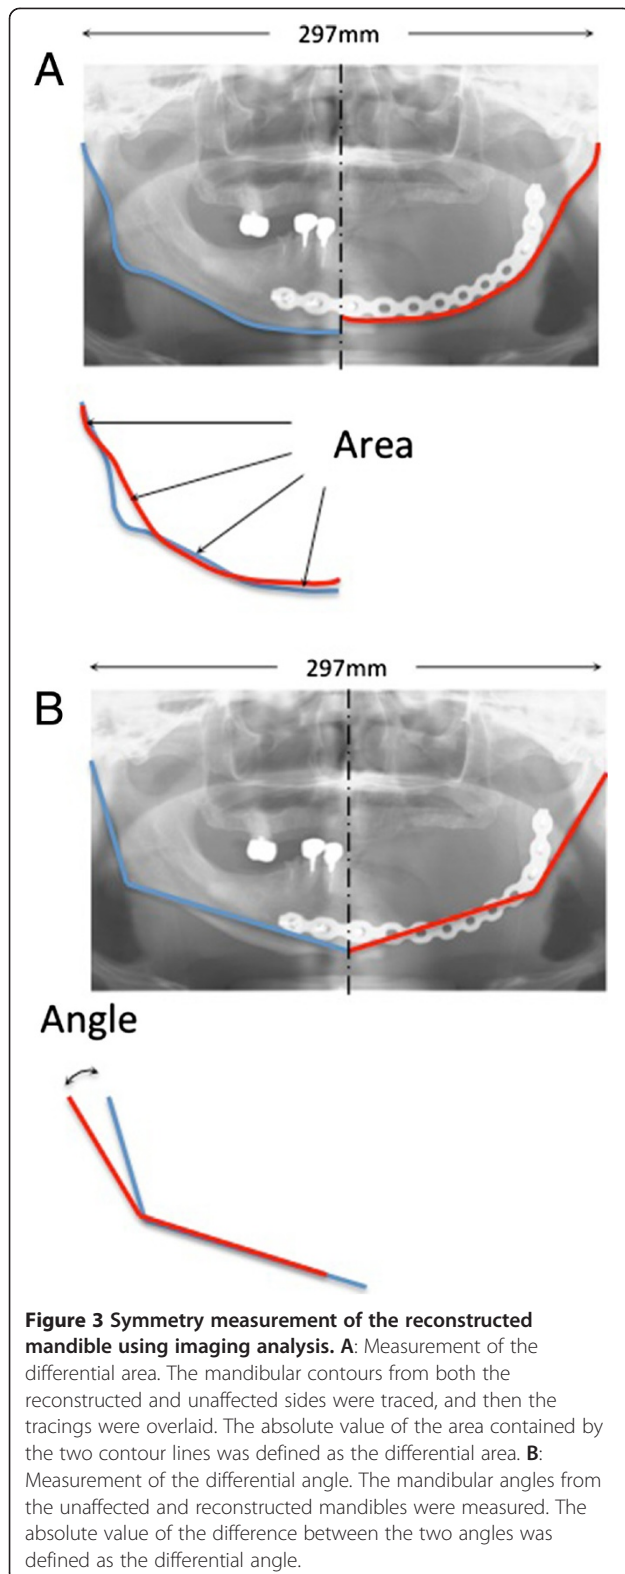 297mm
A
Area
297mm
B
Angle
Figure 3 Symmetry measurement of the reconstructed
mandible using imaging analysis. A: Measurement of the
differential area. The mandibular contours from both the
reconstructed and unaffected sides were traced, and then the
tracings were overlaid. The absolute value of the area contained by
the two contour lines was defined as the differential area. B:
Measurement of the differential angle. The mandibular angles from
the unaffected and reconstructed mandibles were measured. The
absolute value of the difference between the two angles was
defined as the differential angle.